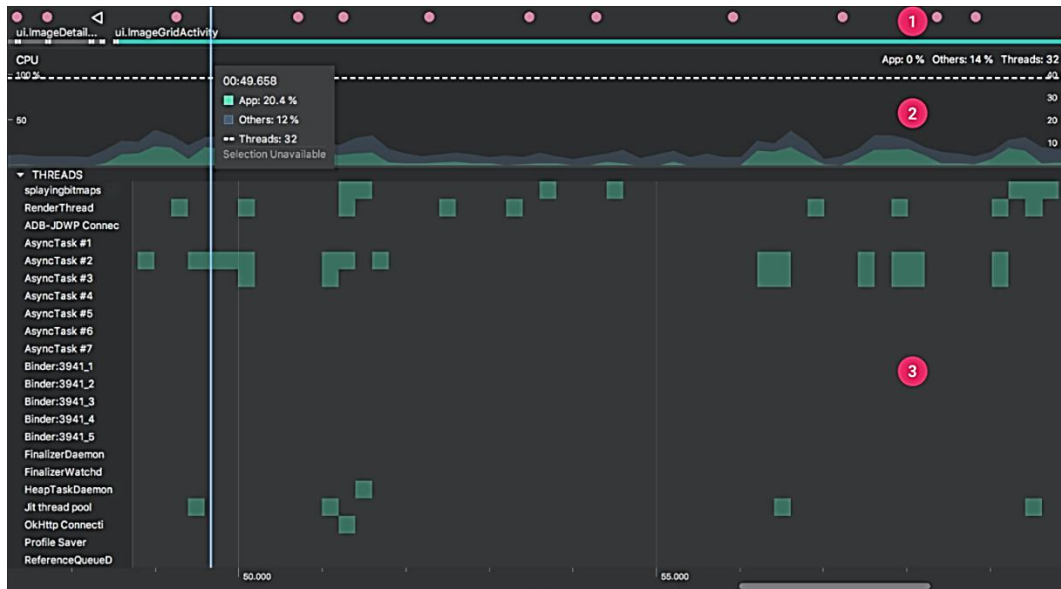 1
ui.ImageDetail... ui.ImageGridActivity
CPU App: 0 % Others: 14 % Threads: 32
100 % 40
00:49.658
App: 20.4 % 30
50 Others: 12 % 2 20
Threads: 32 10
Selection Unavailable
THREADS
splayingbitmaps
RenderThread
ADB-JDWP Connec
AsyncTask #1
AsyncTask #2
AsyncTask #3
AsyncTask #4
AsyncTask #5
AsyncTask #6
AsyncTask #7
Binder:3941_1 3
Binder:3941_2
Binder:3941_3
Binder:3941_4
Binder:3941_5
FinalizerDaemon
FinalizerWatchd
HeapTaskDaemon
Jit thread pool
OkHttp Connecti
Profile Saver
ReferenceQueueD
50.000 55.000